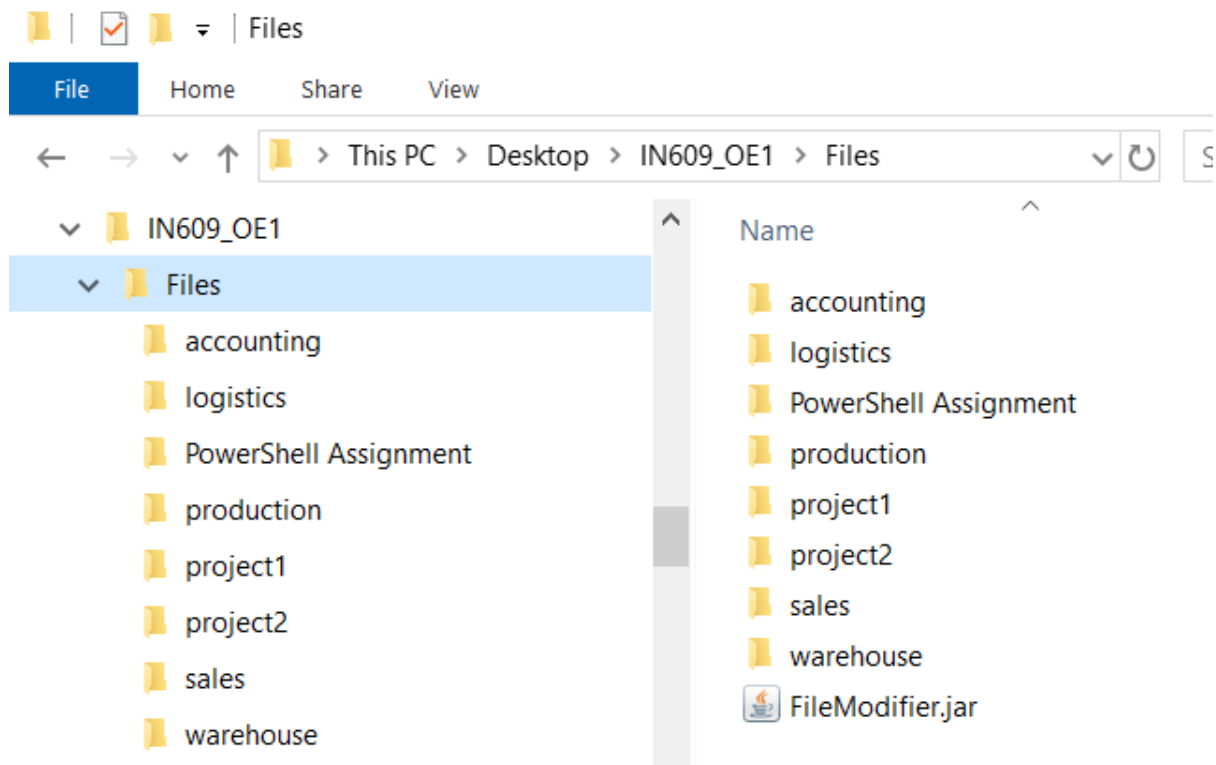 Files
File Home Share View
This PC > Desktop > IN609_OE1 > Files
IN609_OE1
Files
accounting
logistics
PowerShell Assignment
production
project1
project2
sales
warehouse
Name
accounting
logistics
PowerShell Assignment
production
project1
project2
sales
warehouse
FileModifier.jar